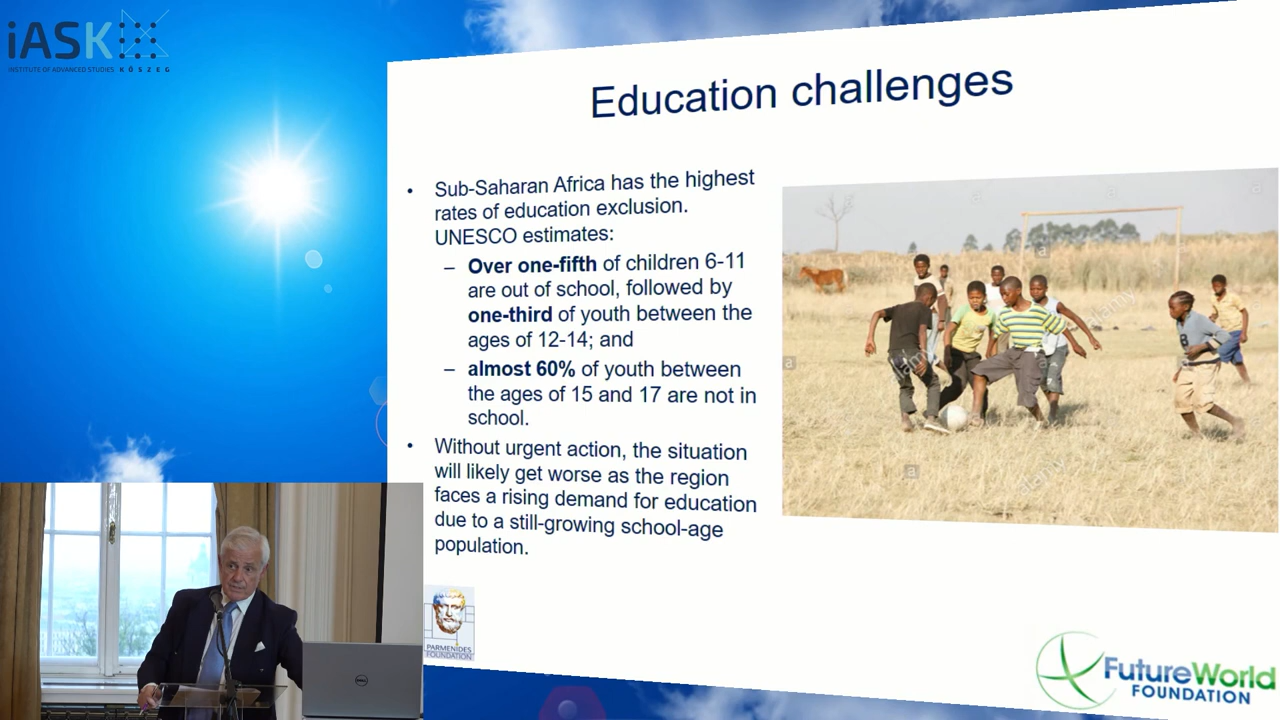 iASK
INSTITUTE OF ADVANCED STUDIES KŐSZEG
Education challenges
• Sub-Saharan Africa has the highest
rates of education exclusion.
UNESCO estimates:
– Over one-fifth of children 6-11
are out of school, followed by
one-third of youth between the
ages of 12-14; and
– almost 60% of youth between
the ages of 15 and 17 are not in
school.
• Without urgent action, the situation
will likely get worse as the region
faces a rising demand for education
due to a still-growing school-age
population.
a
a
a
a
a
a
alamy
alamy
alamy
DELL
PARMENIDES
FOUNDATION
FutureWorld
FOUNDATION